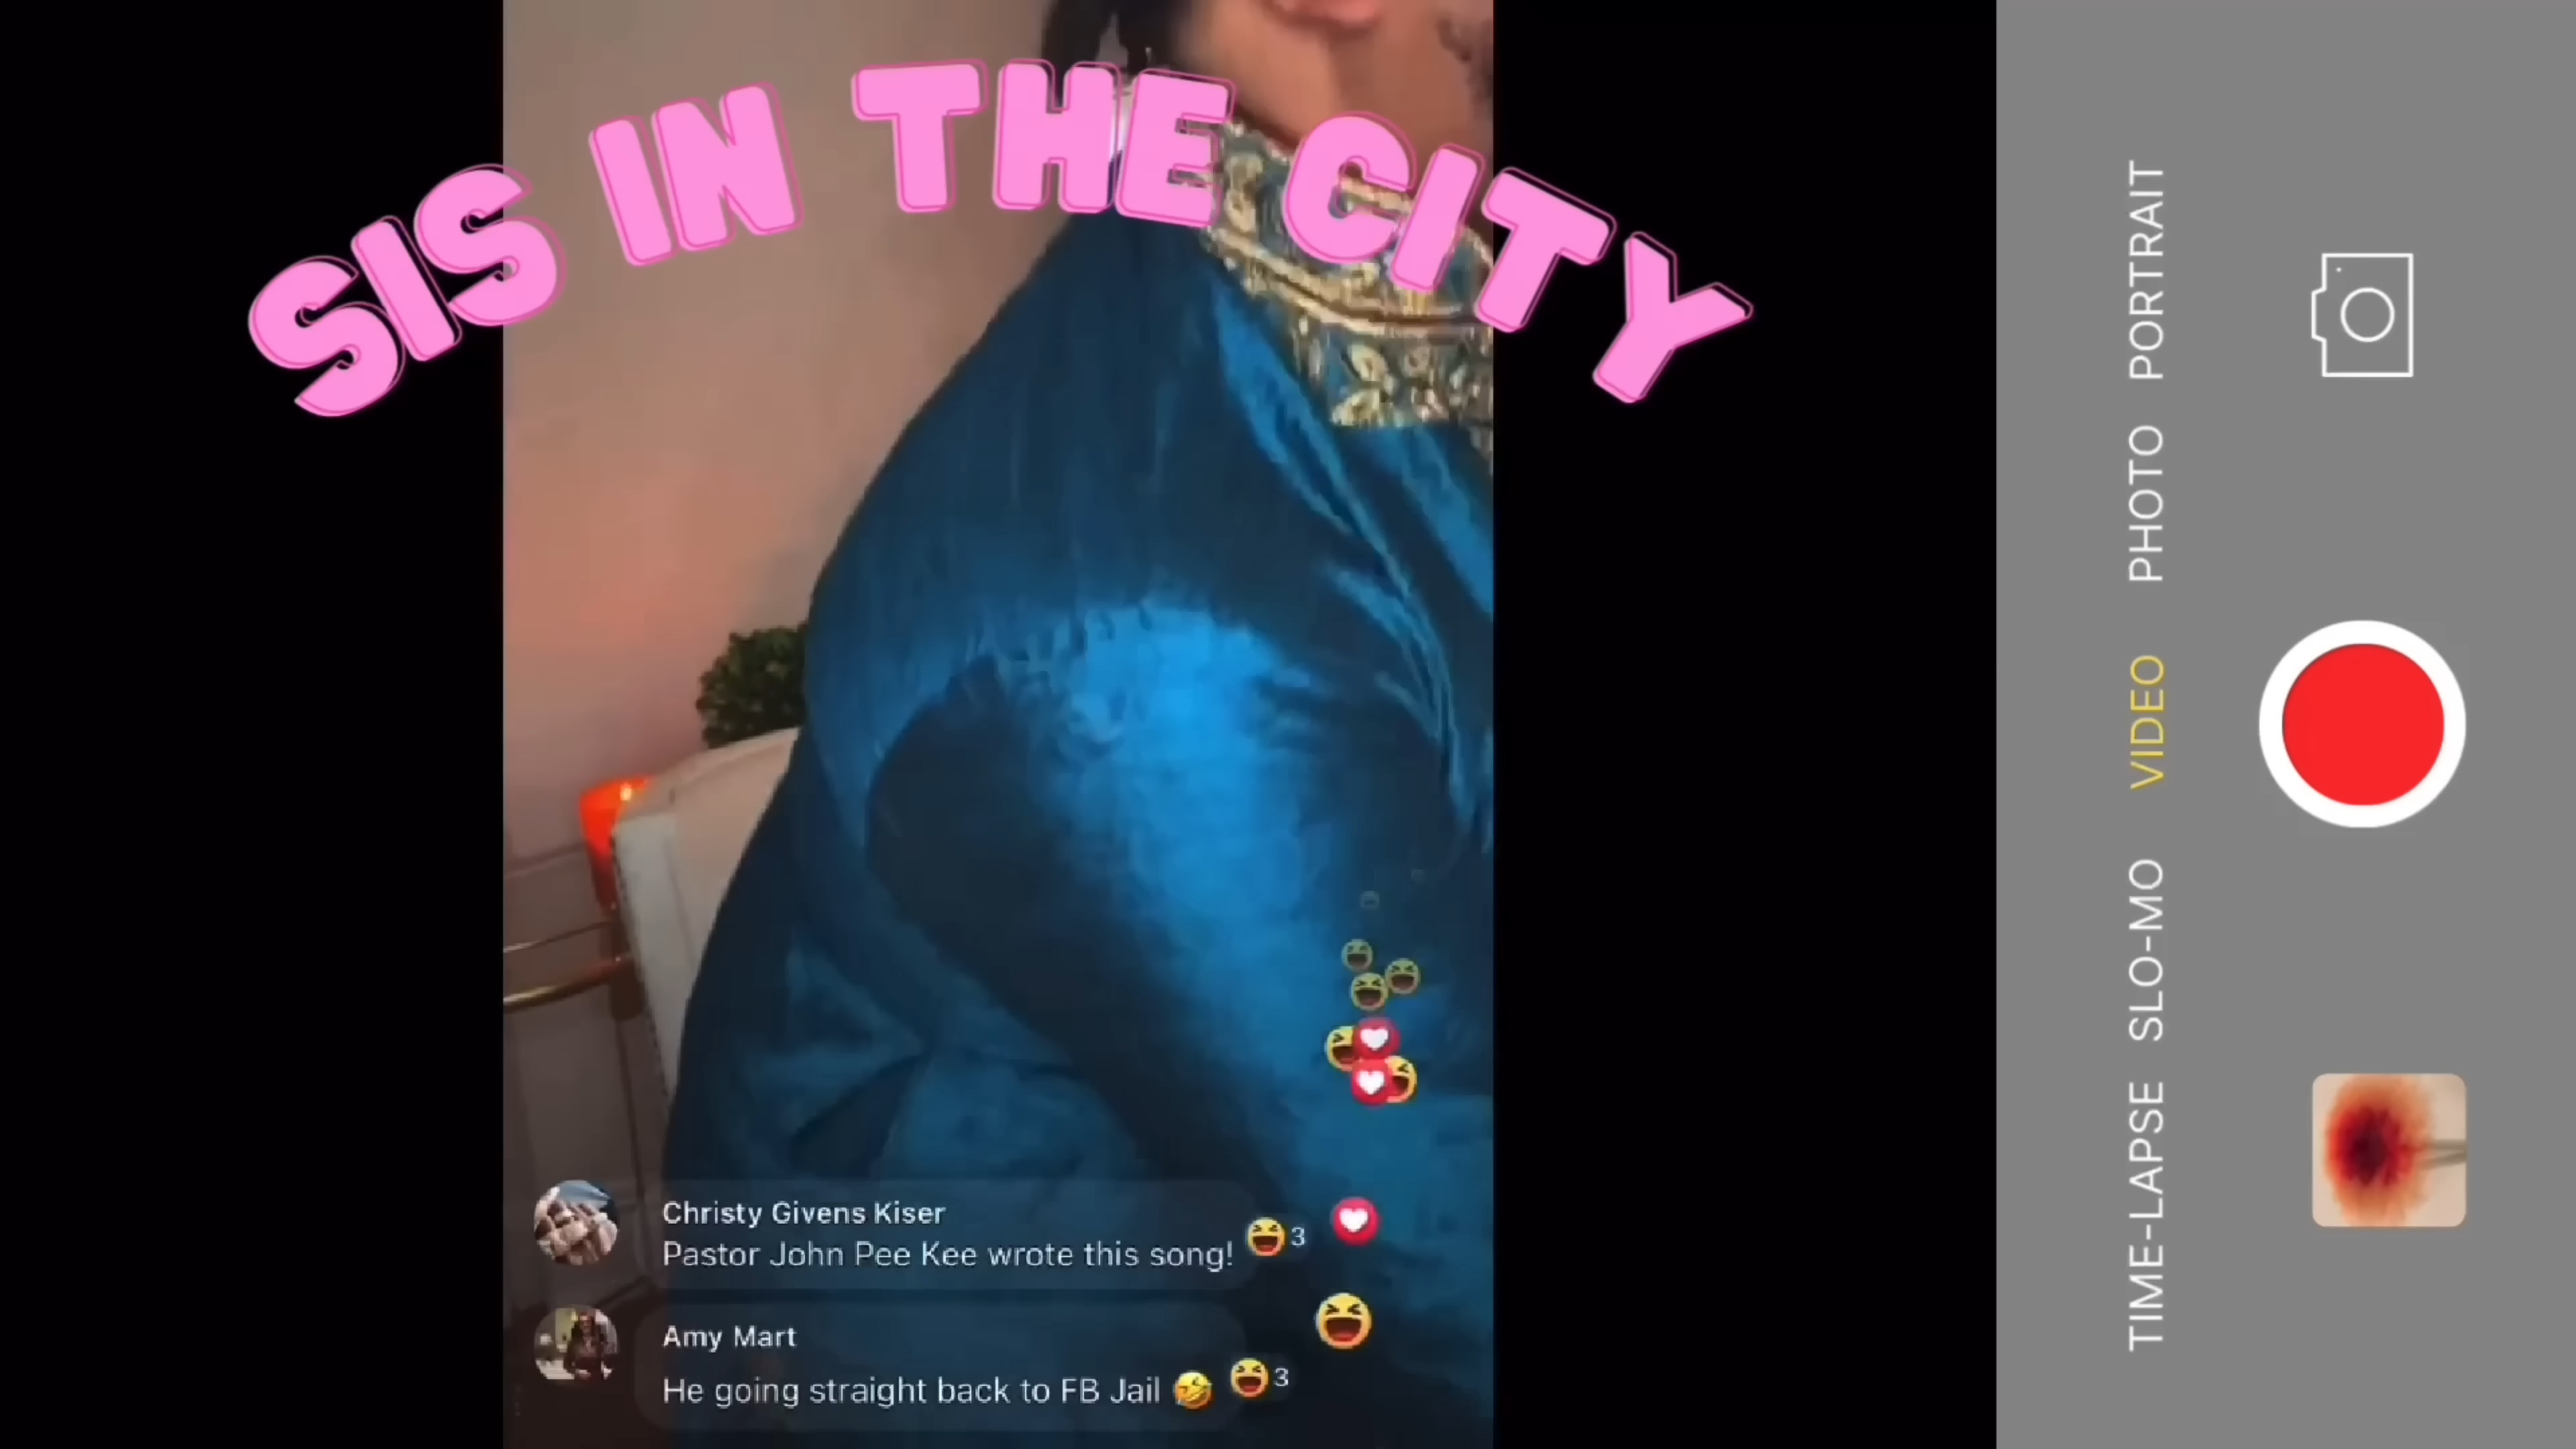 SIS IN THE CITY
Christy Givens Kiser
Pastor John Pee Kee wrote this song!
3
Amy Mart
He going straight back to FB Jail 🤣
3
TIME-LAPSE SLO-MO VIDEO PHOTO PORTRAIT